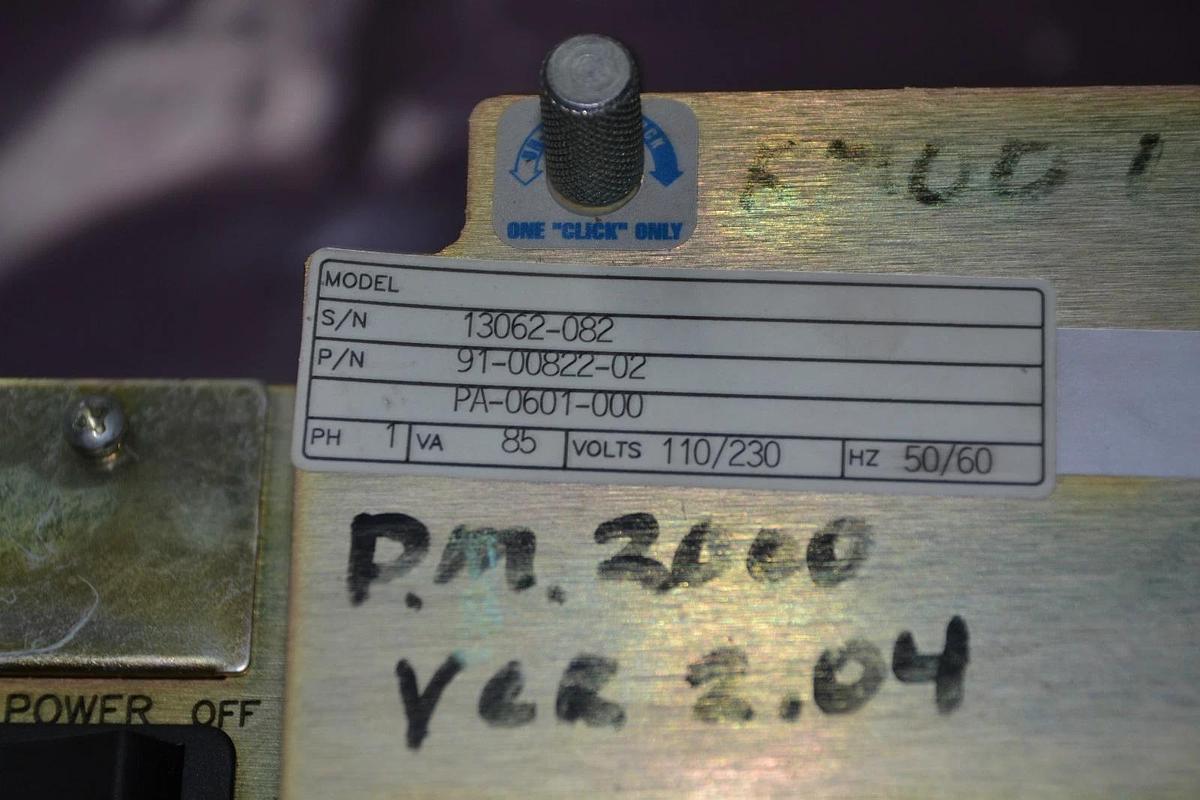 ONE "CLICK" ONLY
MODEL
S/N 13062-082
P/N 91-00822-02
PA-0601-000
PH 1 VA 85 VOLTS 110/230 HZ 50/60
P.M. 2000
Ver 2.04
POWER OFF